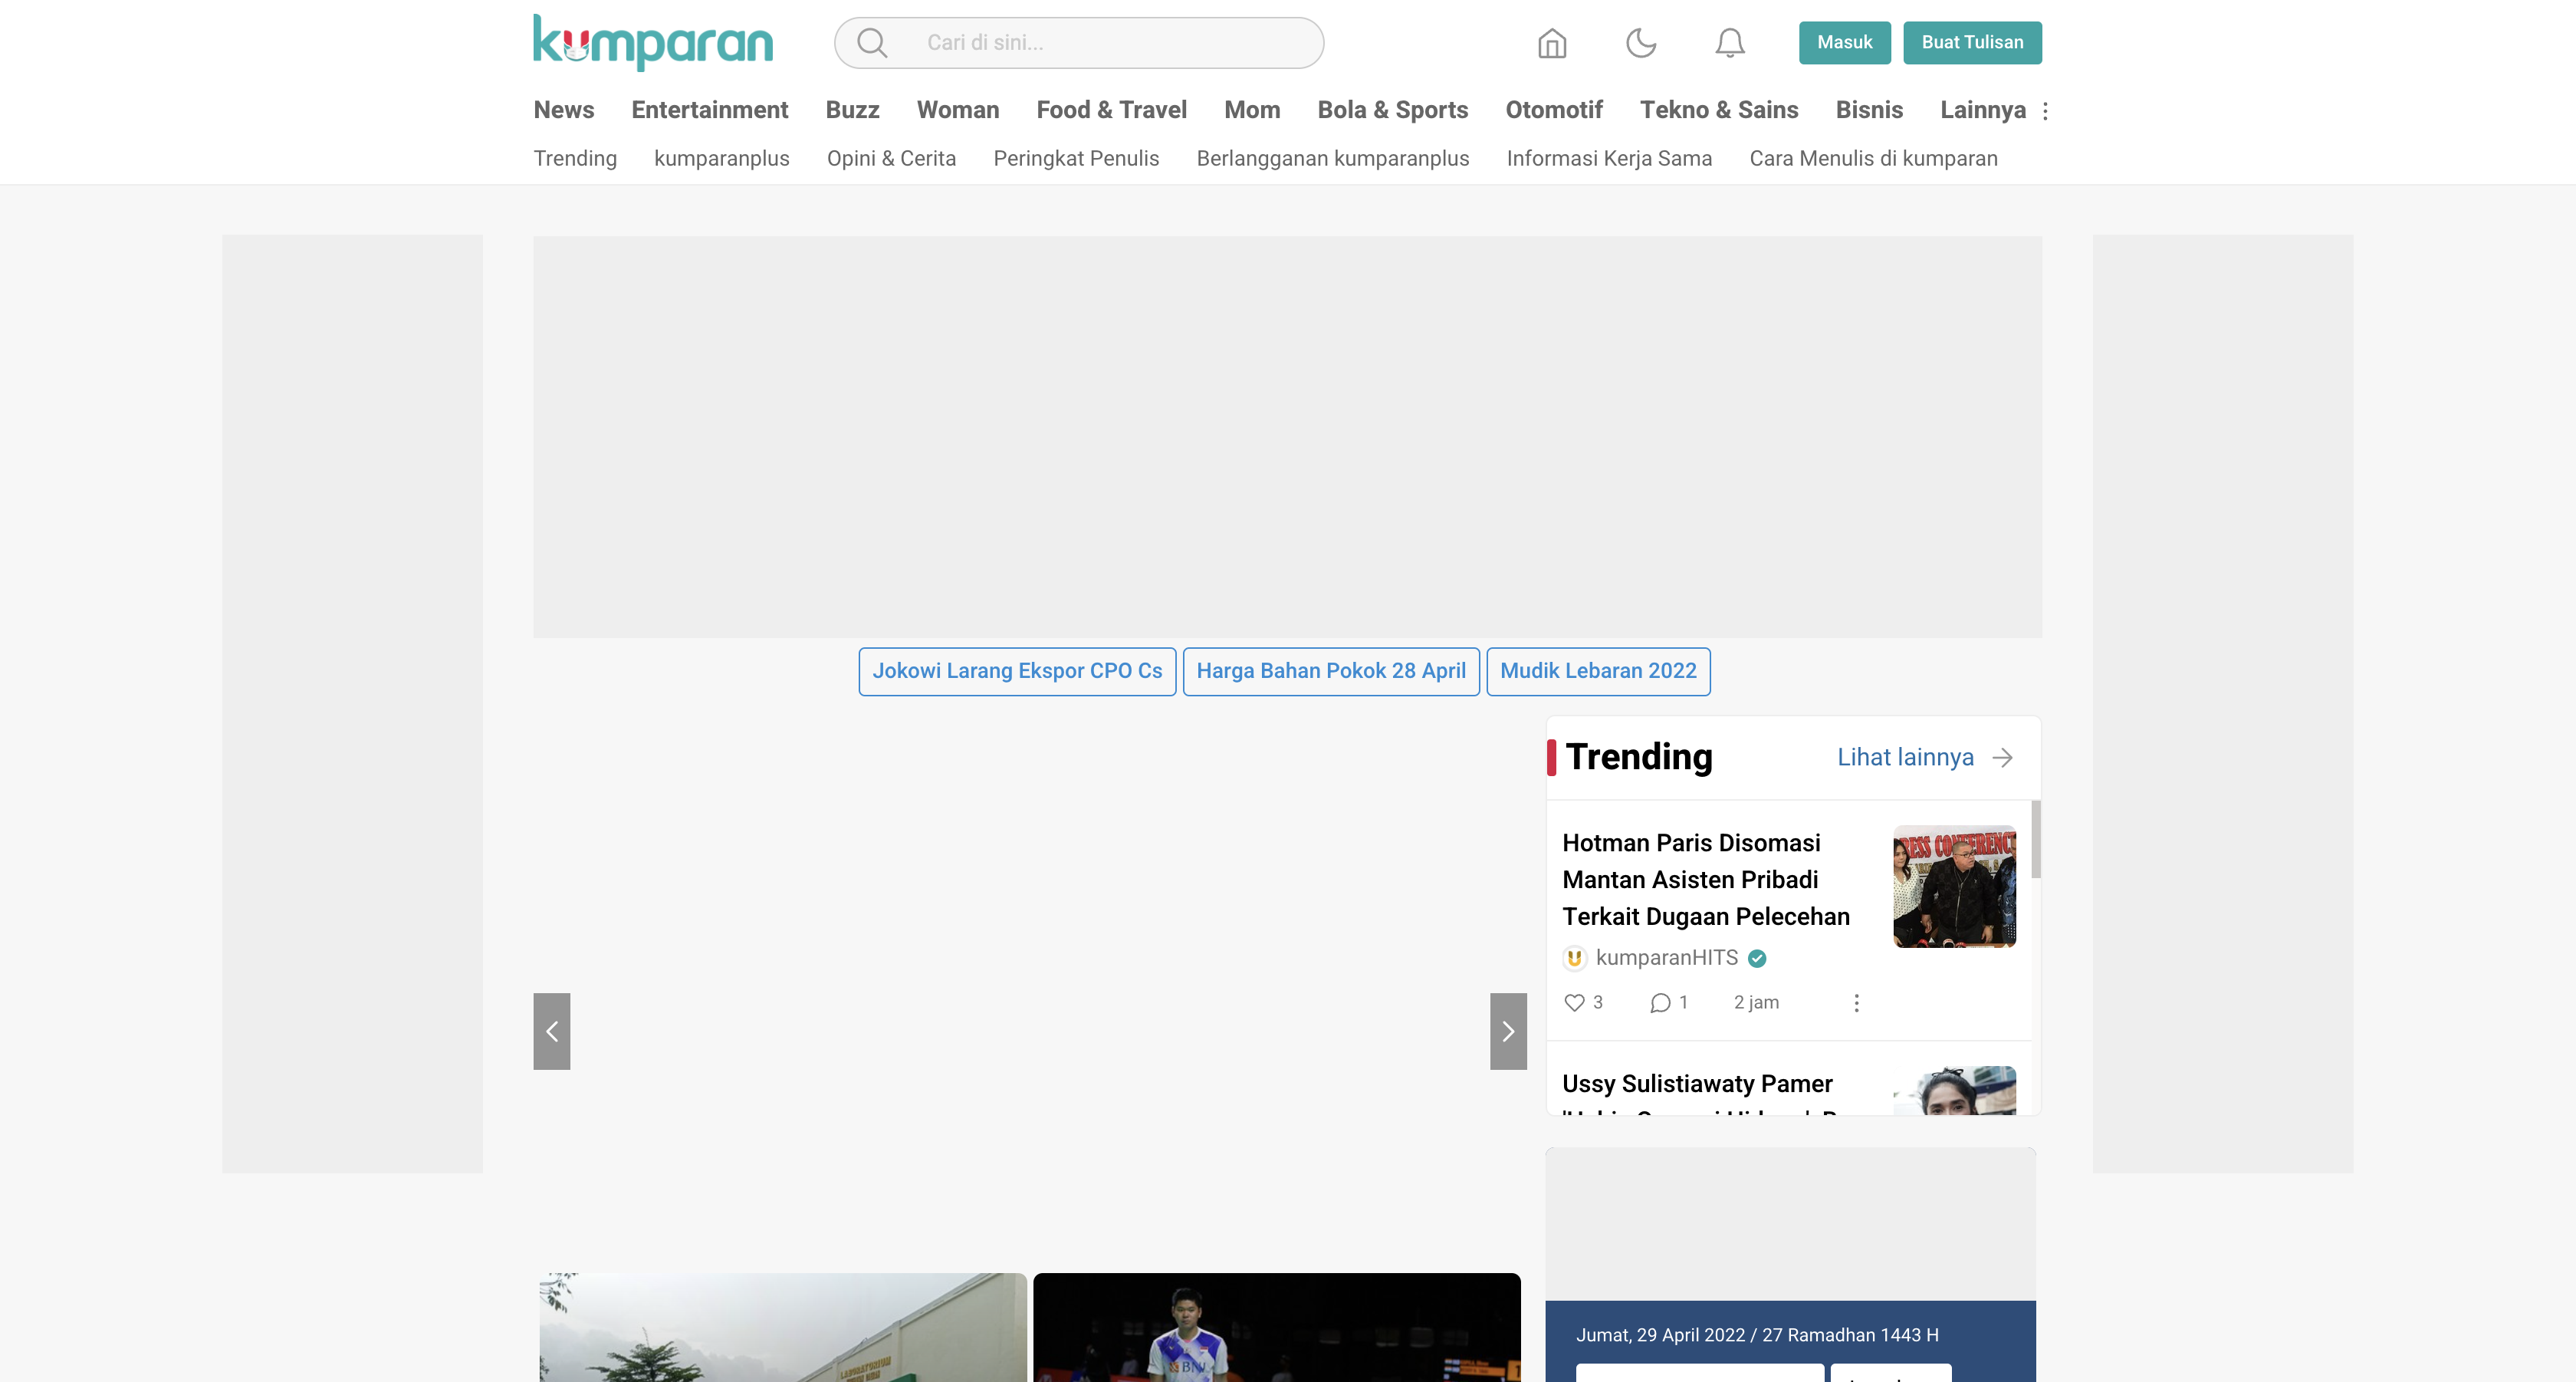 kumparan
Cari di sini...
Masuk
Buat Tulisan
News
Entertainment
Buzz
Woman
Food & Travel
Mom
Bola & Sports
Otomotif
Tekno & Sains
Bisnis
Lainnya
Trending
kumparanplus
Opini & Cerita
Peringkat Penulis
Berlangganan kumparanplus
Informasi Kerja Sama
Cara Menulis di kumparan
Jokowi Larang Ekspor CPO Cs
Harga Bahan Pokok 28 April
Mudik Lebaran 2022
Trending
Lihat lainnya
Hotman Paris Disomasi
Mantan Asisten Pribadi
Terkait Dugaan Pelecehan
kumparanHITS
3
1
2 jam
Ussy Sulistiawaty Pamer
Jumat, 29 April 2022 / 27 Ramadhan 1443 H